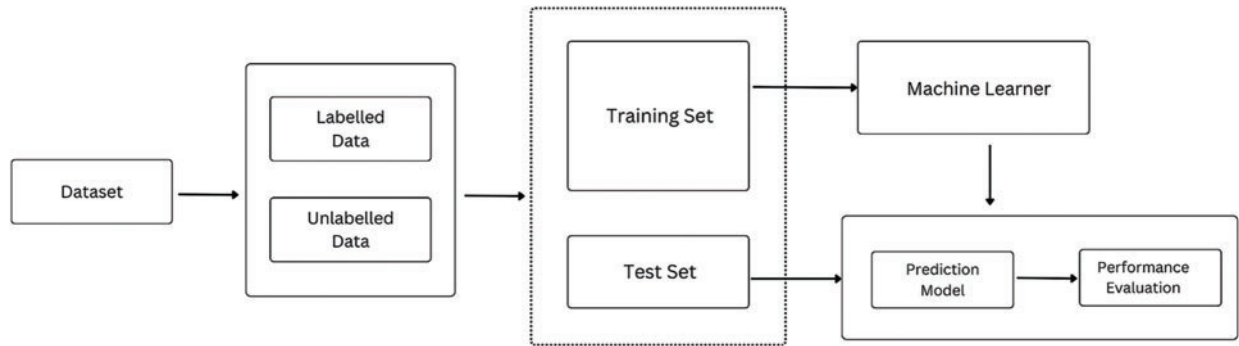 Dataset
Labelled
Data
Unlabelled
Data
Training Set
Test Set
Machine Learner
Prediction
Model
Performance
Evaluation